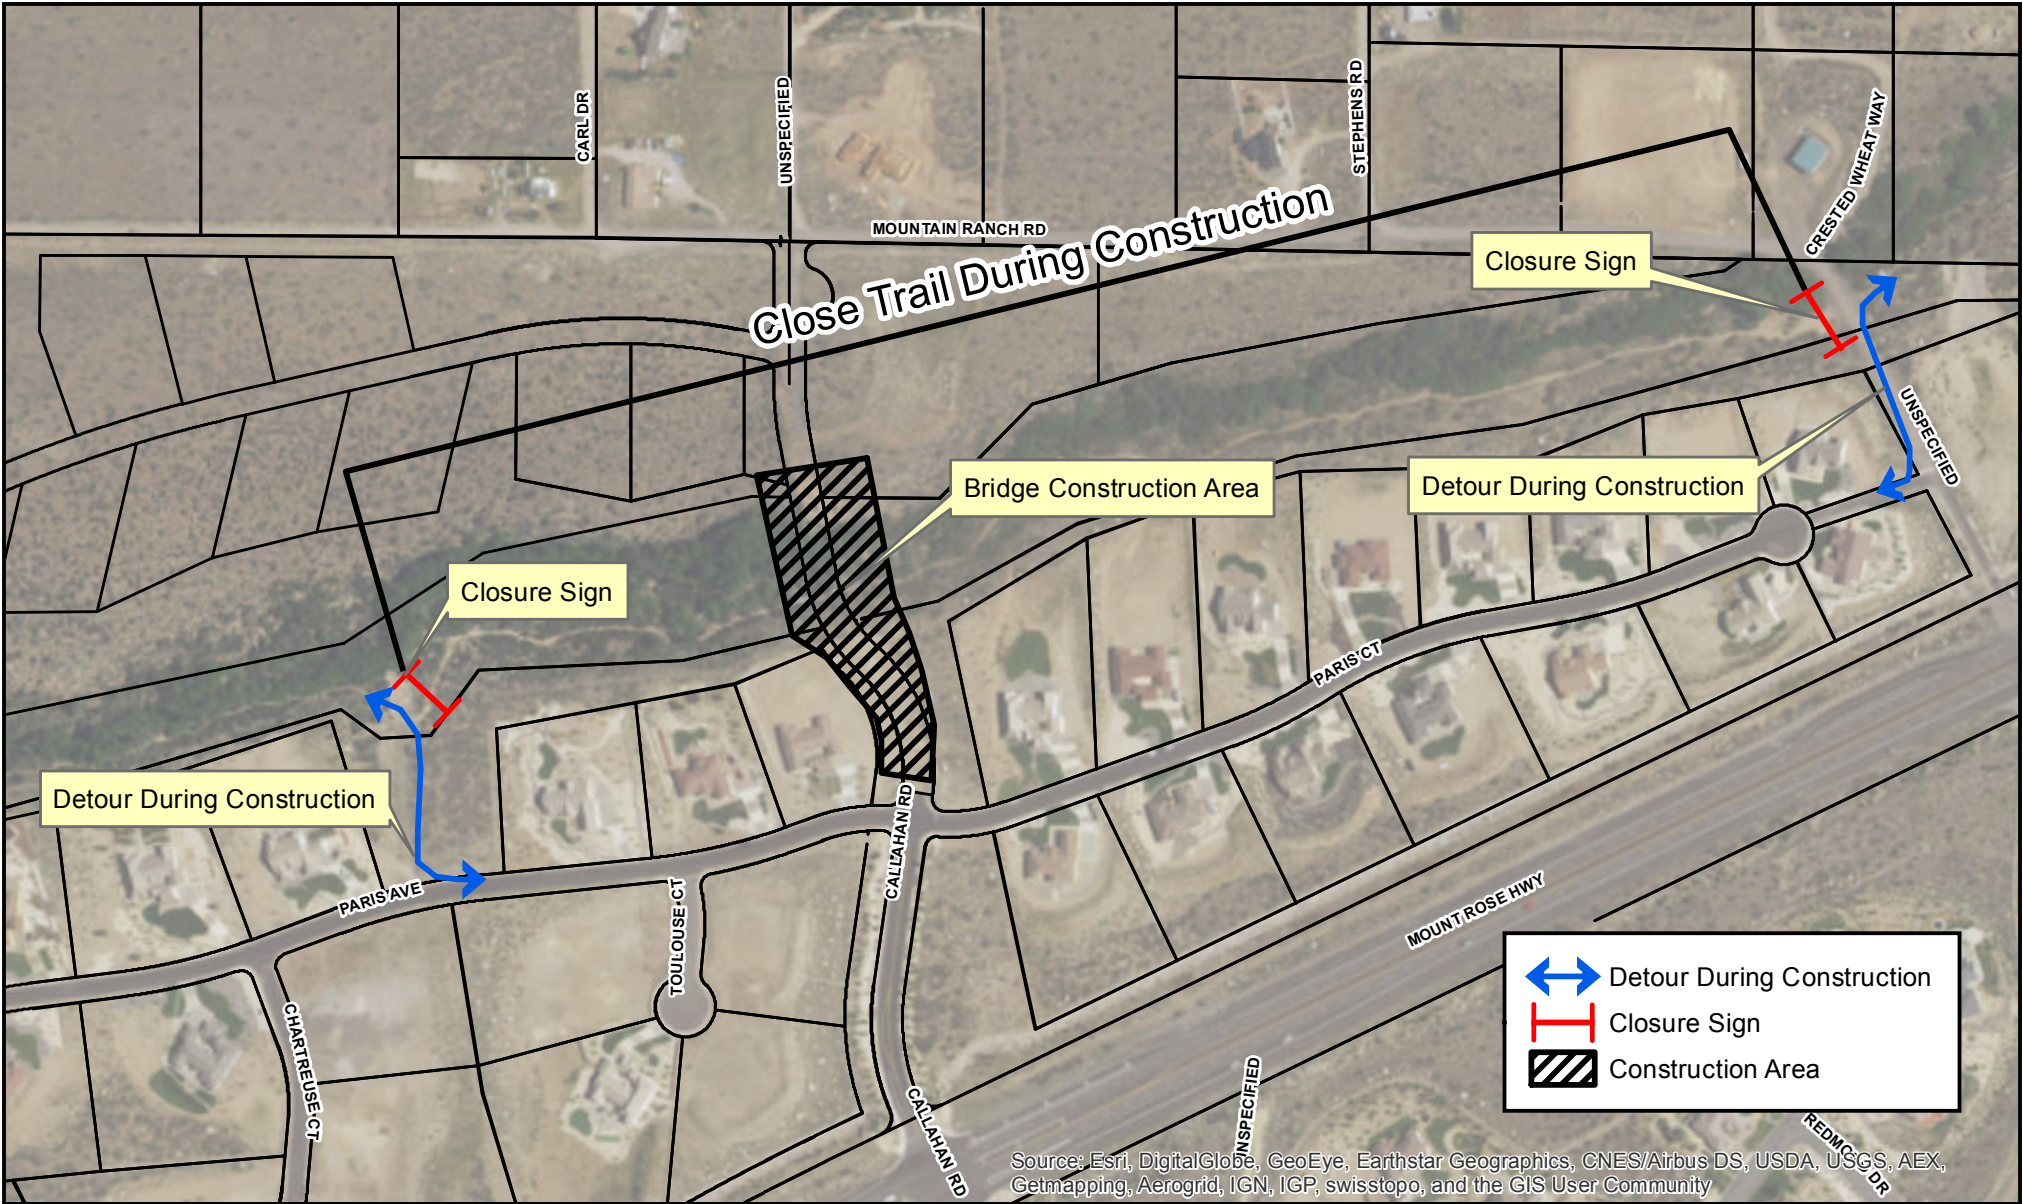 CARL DR
UNSPECIFIED
STEPHENS RD
CRESTED WHEAT WAY
MOUNTAIN RANCH RD
Close Trail During Construction
Closure Sign
UNSPECIFIED
Bridge Construction Area
Detour During Construction
Closure Sign
PARIS CT
Detour During Construction
PARIS AVE
CALLAHAN RD
TOULOUSE CT
MOUNT ROSE HWY
CHARTREUSE CT
CALLAHAN RD
Detour During Construction
Closure Sign
Construction Area
NSPECIFIED
REDMOND DR
Source: Esri, DigitalGlobe, GeoEye, Earthstar Geographics, CNES/Airbus DS, USDA, USGS, AEX,
Getmapping, Aerogrid, IGN, IGP, swisstopo, and the GIS User Community